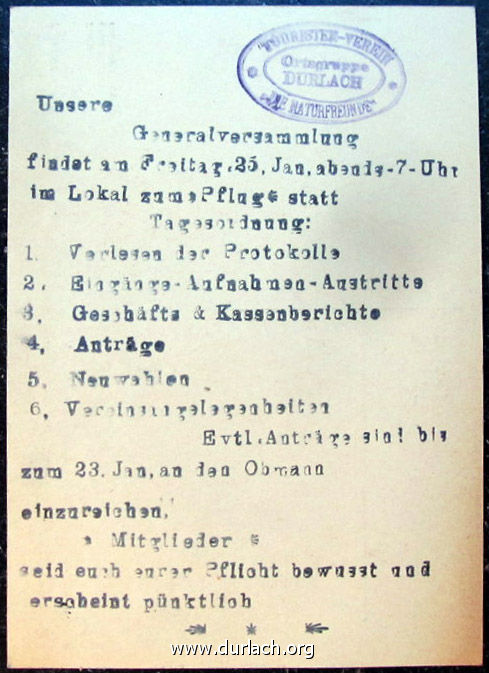 "TOURISTEN-VEREIN
Ortsgruppe
DURLACH
"DIE NATURFREUNDE"
Unsere
Generalversammlung
findet am Freitag, 25, Jan, abends-7-Uhr
im Lokal zum »Pflug« statt
Tagesordnung:
1. Verlesen der Protokolle
2. Eingänge-Aufnahmen-Austritte
3, Geschäfts & Kassenberichte
4, Anträge
5, Neuwahlen
6, Vereinsangelegenheiten
Evtl. Anträge sind bis
zum 23. Jan, an den Obmann
einzureichen,
» Mitglieder «
seid euch eurer Pflicht bewusst und
erscheint pünktlich
www.durlach.org